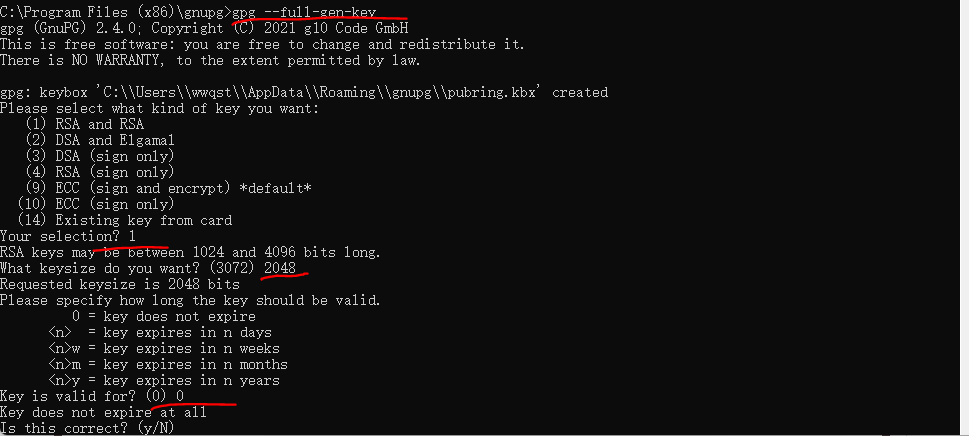 C:\Program Files (x86)\gnupg>gpg --full-gen-key
gpg (GnuPG) 2.4.0; Copyright (C) 2021 g10 Code GmbH
This is free software: you are free to change and redistribute it.
There is NO WARRANTY, to the extent permitted by law.

gpg: keybox 'C:\\Users\\wwqst\\AppData\\Roaming\\gnupg\\pubring.kbx' created
Please select what kind of key you want:
   (1) RSA and RSA
   (2) DSA and Elgamal
   (3) DSA (sign only)
   (4) RSA (sign only)
   (9) ECC (sign and encrypt) *default*
  (10) ECC (sign only)
  (14) Existing key from card
Your selection? 1
RSA keys may be between 1024 and 4096 bits long.
What keysize do you want? (3072) 2048
Requested keysize is 2048 bits
Please specify how long the key should be valid.
         0 = key does not expire
      <n>  = key expires in n days
      <n>w = key expires in n weeks
      <n>m = key expires in n months
      <n>y = key expires in n years
Key is valid for? (0) 0
Key does not expire at all
Is this correct? (y/N)